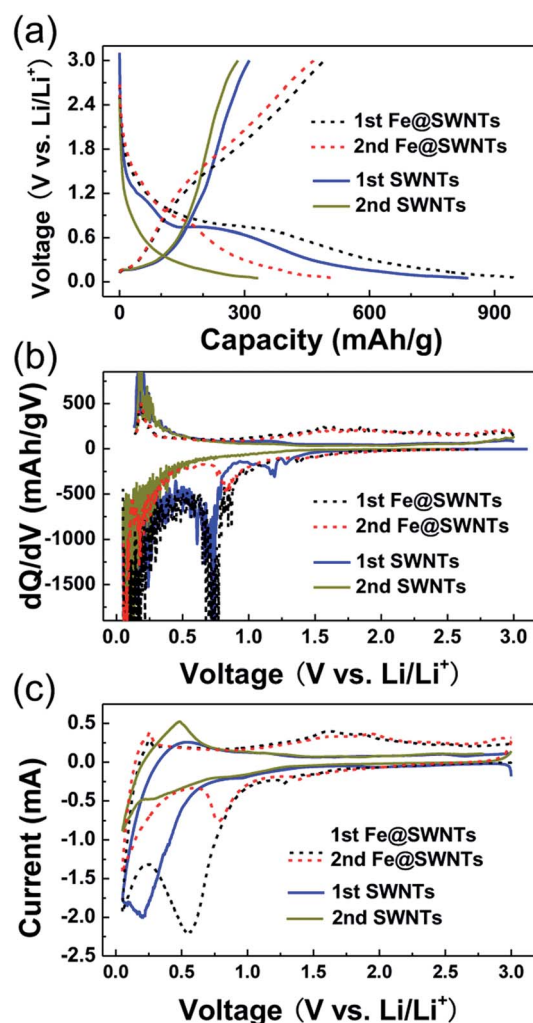 (a)
3.0
2.4
1.8
1.2
0.6
0.0
Voltage (V vs. Li/Li+)
1st Fe@SWNTs
2nd Fe@SWNTs
1st SWNTs
2nd SWNTs
0 300 600 900
Capacity (mAh/g)
(b)
500
0
-500
-1000
-1500
dQ/dV (mAh/gV)
1st Fe@SWNTs
2nd Fe@SWNTs
1st SWNTs
2nd SWNTs
0.0 0.5 1.0 1.5 2.0 2.5 3.0
Voltage (V vs. Li/Li+)
(c)
0.5
0.0
-0.5
-1.0
-1.5
-2.0
-2.5
Current (mA)
1st Fe@SWNTs
2nd Fe@SWNTs
1st SWNTs
2nd SWNTs
0.0 0.5 1.0 1.5 2.0 2.5 3.0
Voltage (V vs. Li/Li+)